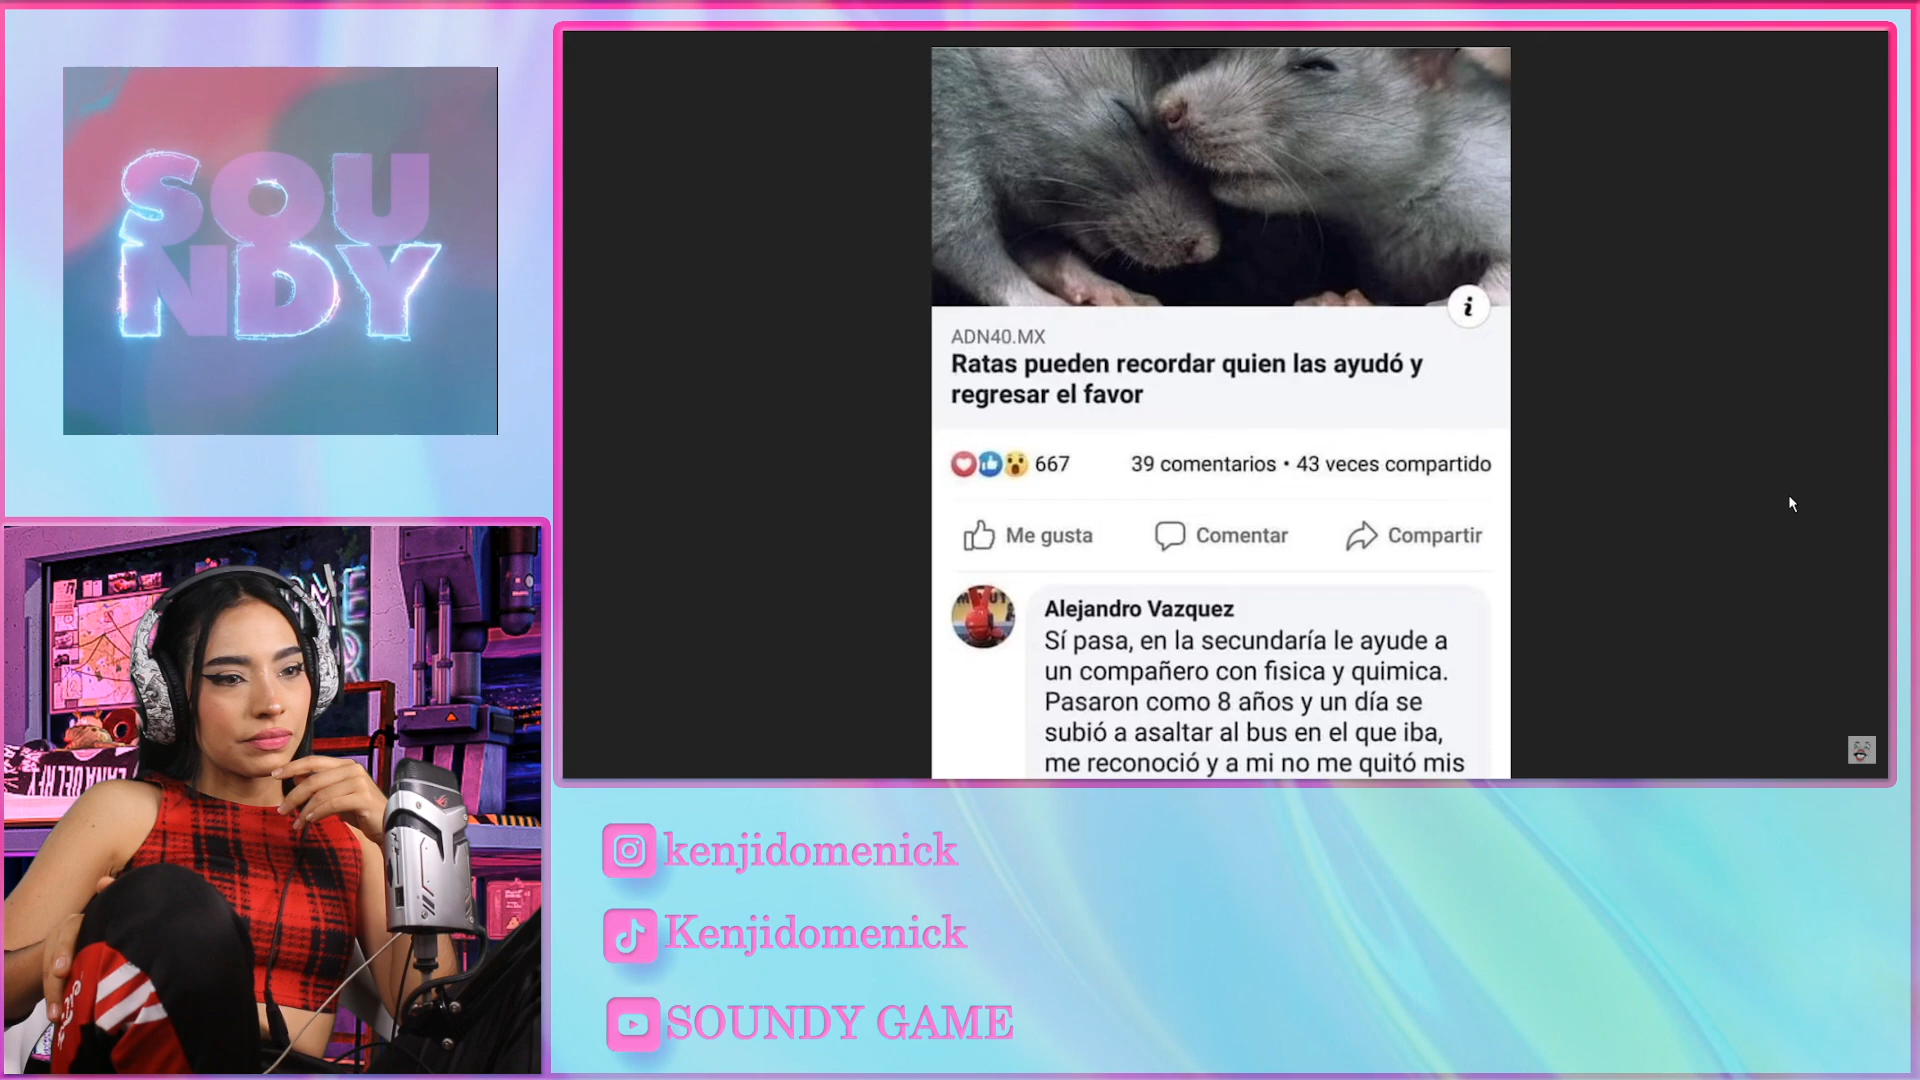 SOU
NDY
ADN40.MX
Ratas pueden recordar quien las ayudó y
regresar el favor
667
39 comentarios • 43 veces compartido
Me gusta
Comentar
Compartir
Alejandro Vazquez
Sí pasa, en la secundaría le ayude a
un compañero con fisica y quimica.
Pasaron como 8 años y un día se
subió a asaltar al bus en el que iba,
me reconoció y a mi no me quitó mis
kenjidomenick
Kenjidomenick
SOUNDY GAME